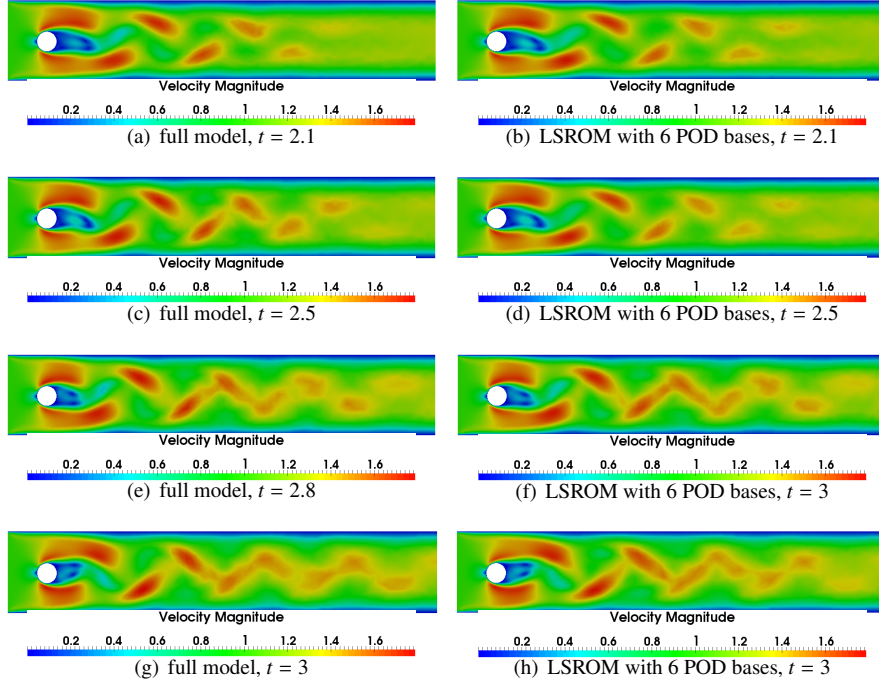 Velocity Magnitude
0.2 0.4 0.6 0.8 1 1.2 1.4 1.6
(a) full model, t = 2.1
Velocity Magnitude
0.2 0.4 0.6 0.8 1 1.2 1.4 1.6
(b) LSROM with 6 POD bases, t = 2.1
Velocity Magnitude
0.2 0.4 0.6 0.8 1 1.2 1.4 1.6
(c) full model, t = 2.5
Velocity Magnitude
0.2 0.4 0.6 0.8 1 1.2 1.4 1.6
(d) LSROM with 6 POD bases, t = 2.5
Velocity Magnitude
0.2 0.4 0.6 0.8 1 1.2 1.4 1.6
(e) full model, t = 2.8
Velocity Magnitude
0.2 0.4 0.6 0.8 1 1.2 1.4 1.6
(f) LSROM with 6 POD bases, t = 3
Velocity Magnitude
0.2 0.4 0.6 0.8 1 1.2 1.4 1.6
(g) full model, t = 3
Velocity Magnitude
0.2 0.4 0.6 0.8 1 1.2 1.4 1.6
(h) LSROM with 6 POD bases, t = 3